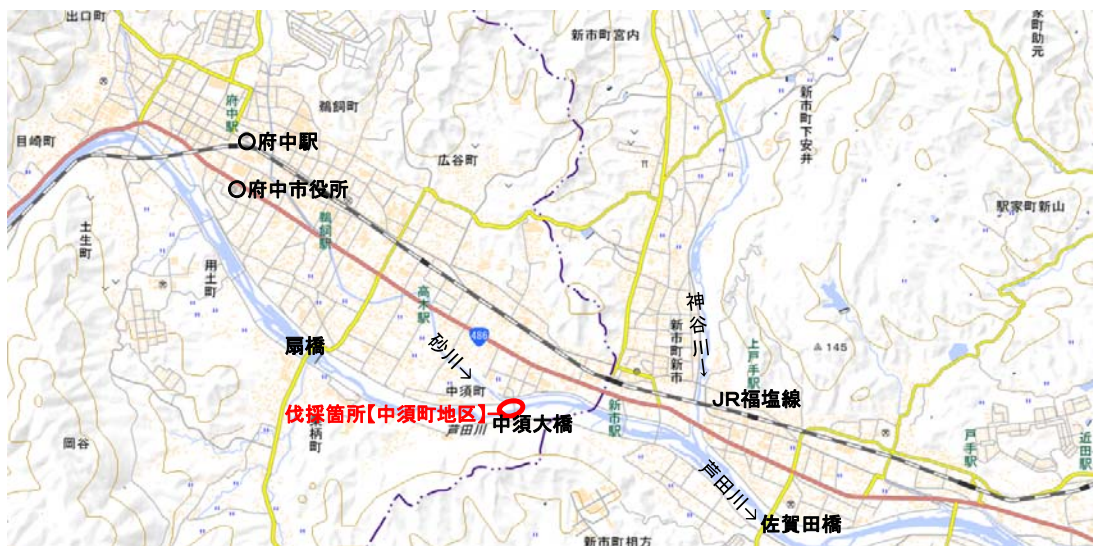 出口町
新市町宮内
家町助元
鵜飼町
府中駅
新市町下安井
目崎町
○府中駅
広谷町
○府中市役所
駅家町新山
土生町
鵜飼駅
用土町
高木駅
神谷川→
486
砂川→
新市町新市
上戸手駅
145
扇橋
中須町
JR福塩線
伐採箇所【中須町地区】
中須大橋
新市駅
芦田川
柄町
岡谷
戸手駅
近田駅
芦田川→
佐賀田橋
新市町相方